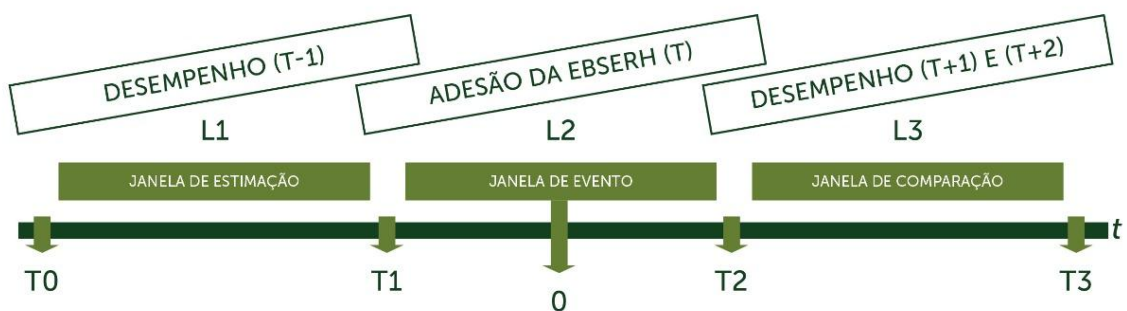 DESEMPENHO (T-1)
ADESÃO DA EBSERH (T)
DESEMPENHO (T+1) E (T+2)
L1
L2
L3
JANELA DE ESTIMAÇÃO
JANELA DE EVENTO
JANELA DE COMPARAÇÃO
t
T0
T1
0
T2
T3